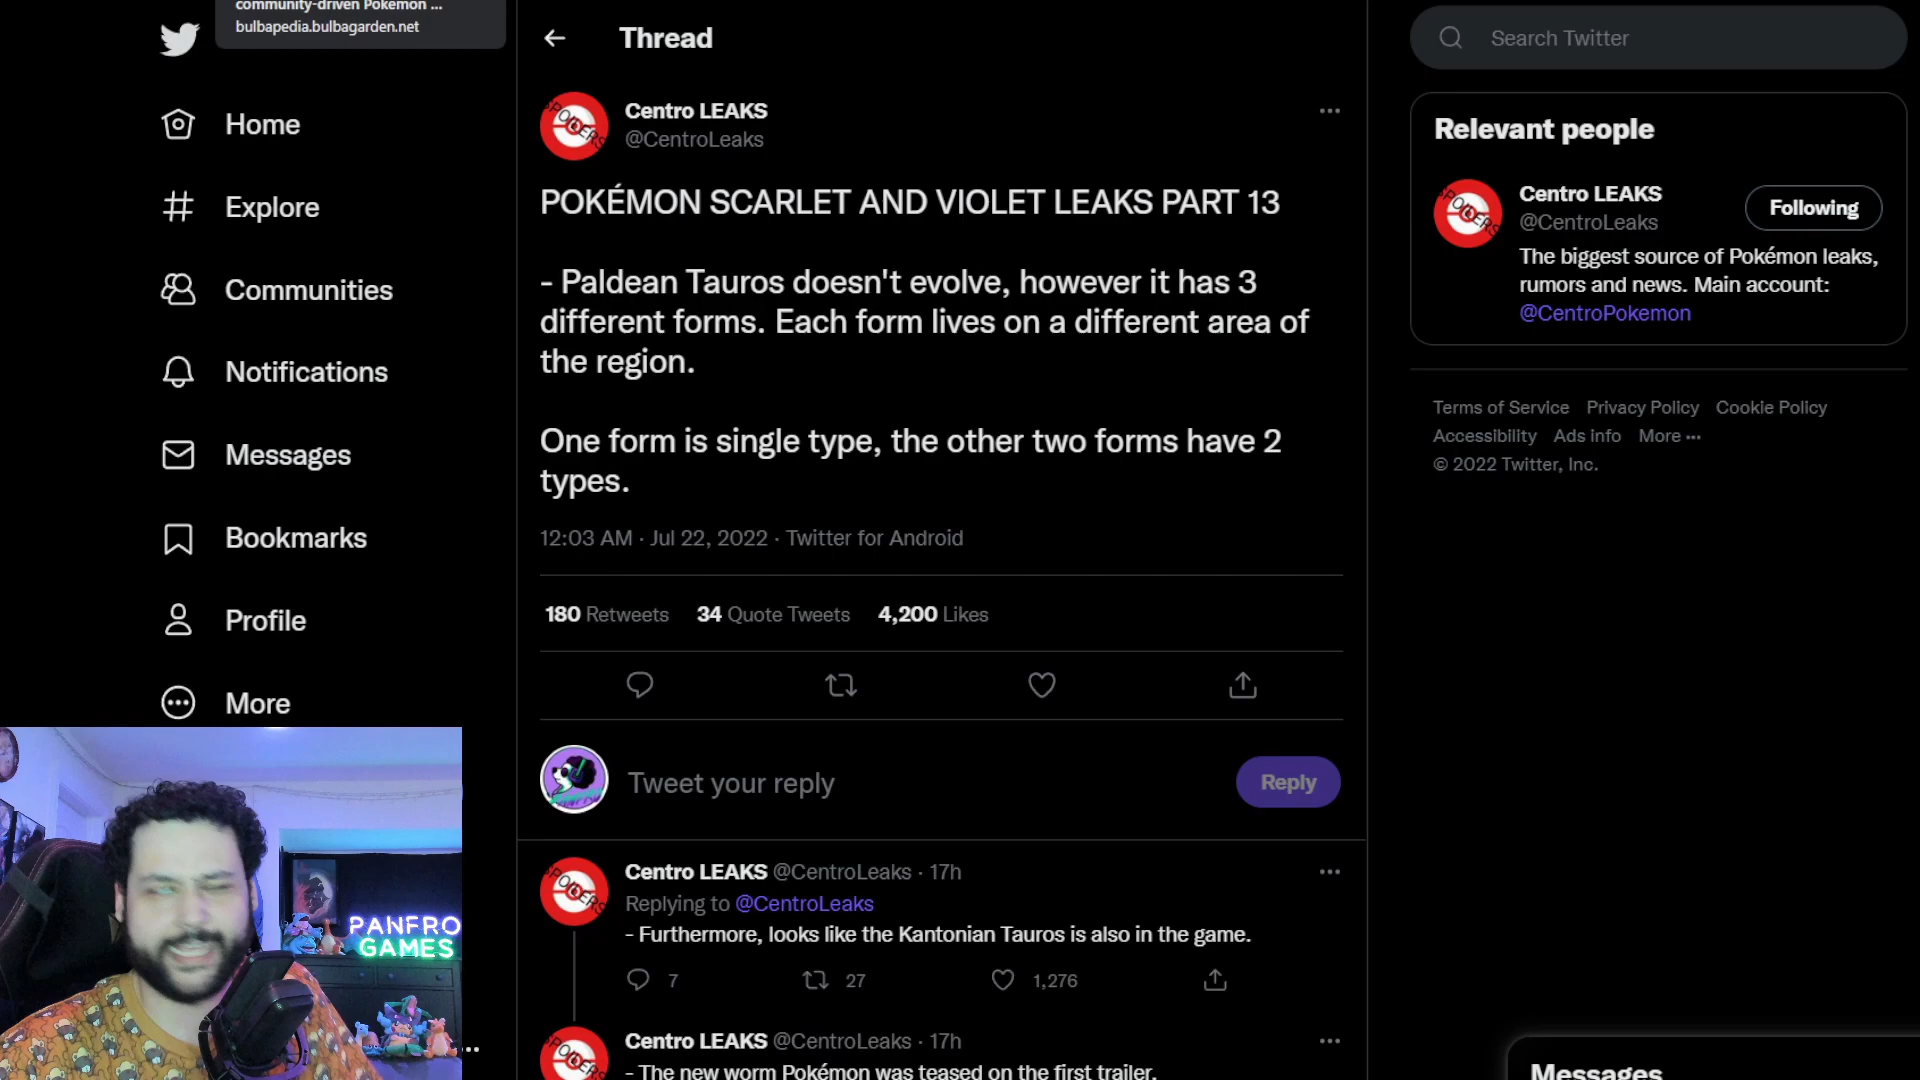 community-driven Pokémon ...
bulbapedia.bulbagarden.net
Home
Explore
Communities
Notifications
Messages
Bookmarks
Profile
More
PANFRO
GAMES
Thread
Centro LEAKS
@CentroLeaks
POKÉMON SCARLET AND VIOLET LEAKS PART 13
- Paldean Tauros doesn't evolve, however it has 3
different forms. Each form lives on a different area of
the region.
One form is single type, the other two forms have 2
types.
12:03 AM · Jul 22, 2022 · Twitter for Android
180 Retweets 34 Quote Tweets 4,200 Likes
Tweet your reply
Reply
SPOILERS
Centro LEAKS @CentroLeaks · 17h
Replying to @CentroLeaks
- Furthermore, looks like the Kantonian Tauros is also in the game.
7 27 1,276
SPOILERS
Centro LEAKS @CentroLeaks · 17h
- The new worm Pokémon was teased on the first trailer.
SPOILERS
Search Twitter
Relevant people
SPOILERS
Centro LEAKS
@CentroLeaks
Following
The biggest source of Pokémon leaks,
rumors and news. Main account:
@CentroPokemon
Terms of Service Privacy Policy Cookie Policy
Accessibility Ads info More ···
© 2022 Twitter, Inc.
Messages